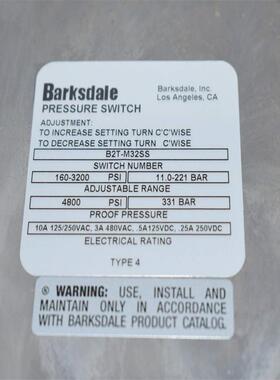 Barksdale
Barksdale, Inc.
Los Angeles, CA
PRESSURE SWITCH
ADJUSTMENT:
TO INCREASE SETTING TURN C'C'WISE
TO DECREASE SETTING TURN C'WISE
B2T-M32SS
SWITCH NUMBER
160-3200 PSI 11.0-221 BAR
ADJUSTABLE RANGE
4800 PSI 331 BAR
PROOF PRESSURE
10A 125/250VAC, 3A 480VAC, .5A125VDC, .25A 250VDC
ELECTRICAL RATING
TYPE 4
® WARNING: USE, INSTALL AND
MAINTAIN ONLY IN ACCORDANCE
WITH BARKSDALE PRODUCT CATALOG.